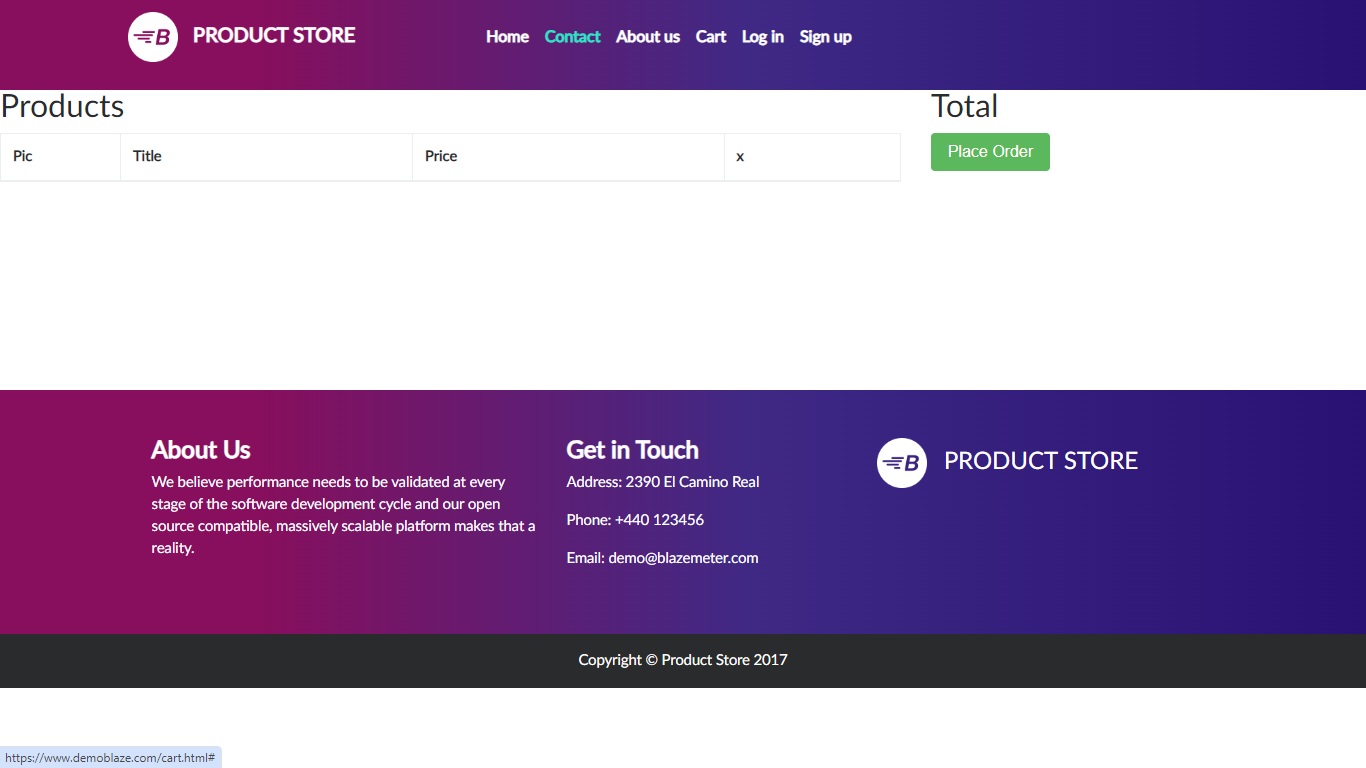 B PRODUCT STORE Home Contact About us Cart Log in Sign up
Products
Total
Pic Title Price x
Place Order
About Us
We believe performance needs to be validated at every
stage of the software development cycle and our open
source compatible, massively scalable platform makes that a
reality.
Get in Touch
Address: 2390 El Camino Real
Phone: +440 123456
Email: demo@blazemeter.com
B PRODUCT STORE
Copyright © Product Store 2017
https://www.demoblaze.com/cart.html#